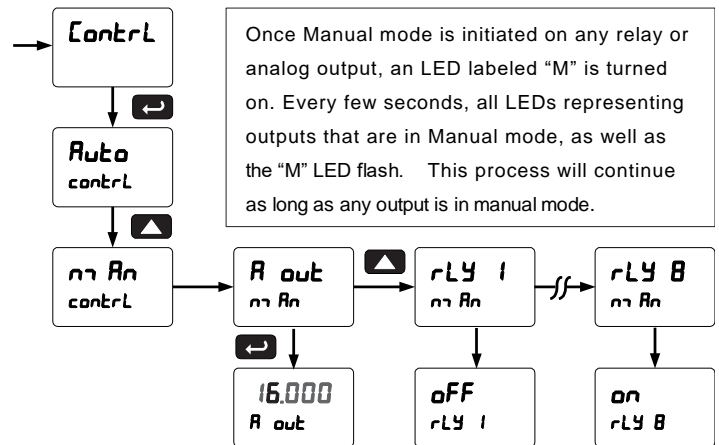 ContrL
Once Manual mode is initiated on any relay or
analog output, an LED labeled “M” is turned
on. Every few seconds, all LEDs representing
outputs that are in Manual mode, as well as
the “M” LED flash. This process will continue
as long as any output is in manual mode.
Auto
contrL
mAn
contrL
A out
mAn
rLY 1
mAn
rLY 8
mAn
16.000
A out
oFF
rLY 1
on
rLY 8